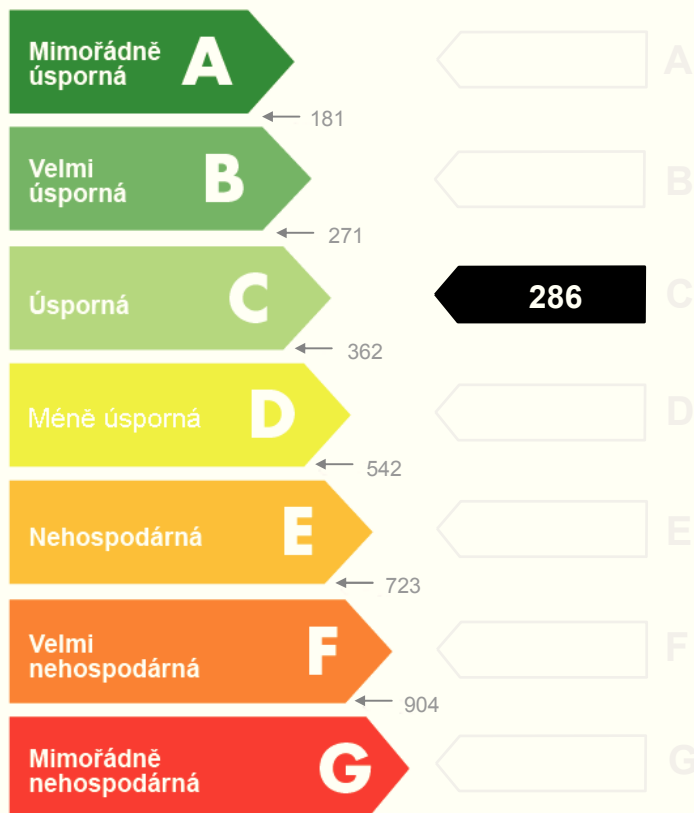 Mimořádně
úsporná
A
A
181
Velmi
úsporná
B
B
271
Úsporná
C
286
C
362
Méně úsporná
D
D
542
Nehospodárná
E
E
723
Velmi
nehospodárná
F
F
904
Mimořádně
nehospodárná
G
G